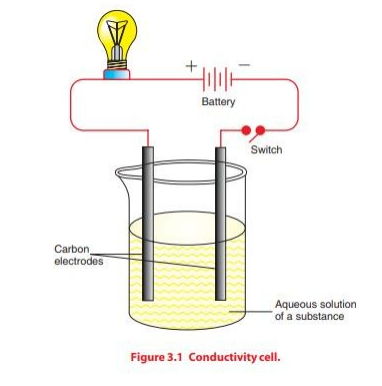 + −
Battery
Switch
Carbon
electrodes
Aqueous solution
of a substance
Figure 3.1 Conductivity cell.